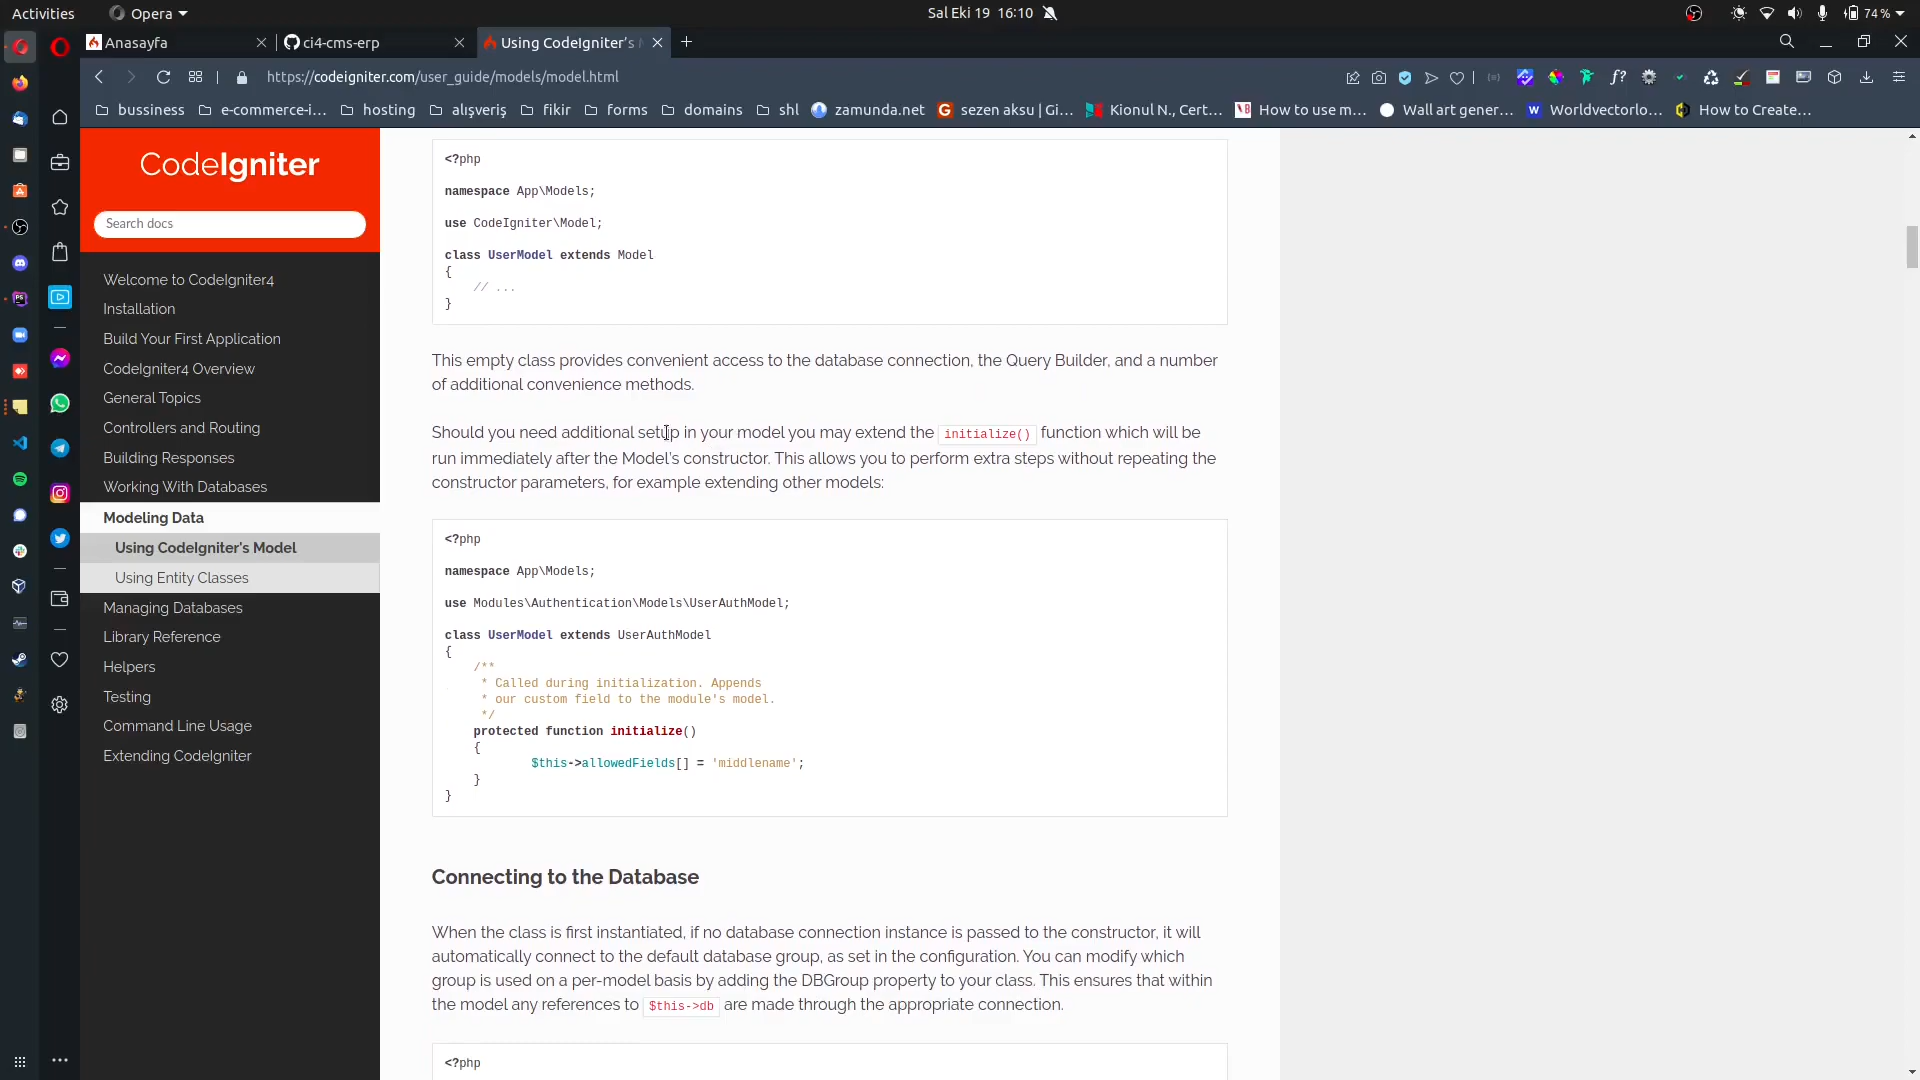 Activities
Opera
Sal Eki 19 16:10
74 %
Anasayfa
ci4-cms-erp
Using CodeIgniter's
https://codeigniter.com/user_guide/models/model.html
bussiness
e-commerce-i...
hosting
alışveriş
fikir
forms
domains
shl
zamunda.net
sezen aksu | Gi...
Kionul N., Cert...
How to use m...
Wall art gener...
Worldvectorlo...
How to Create...
CodeIgniter
Search docs
Welcome to CodeIgniter4
Installation
Build Your First Application
CodeIgniter4 Overview
General Topics
Controllers and Routing
Building Responses
Working With Databases
Modeling Data
Using CodeIgniter's Model
Using Entity Classes
Managing Databases
Library Reference
Helpers
Testing
Command Line Usage
Extending CodeIgniter
<?php
namespace App\Models;
use CodeIgniter\Model;
class UserModel extends Model
{
// ...
}
This empty class provides convenient access to the database connection, the Query Builder, and a number
of additional convenience methods.
Should you need additional setup in your model you may extend the initialize() function which will be
run immediately after the Model's constructor. This allows you to perform extra steps without repeating the
constructor parameters, for example extending other models:
<?php
namespace App\Models;
use Modules\Authentication\Models\UserAuthModel;
class UserModel extends UserAuthModel
{
/**
* Called during initialization. Appends
* our custom field to the module's model.
*/
protected function initialize()
{
$this->allowedFields[] = 'middlename';
}
}
Connecting to the Database
When the class is first instantiated, if no database connection instance is passed to the constructor, it will
automatically connect to the default database group, as set in the configuration. You can modify which
group is used on a per-model basis by adding the DBGroup property to your class. This ensures that within
the model any references to $this->db are made through the appropriate connection.
<?php